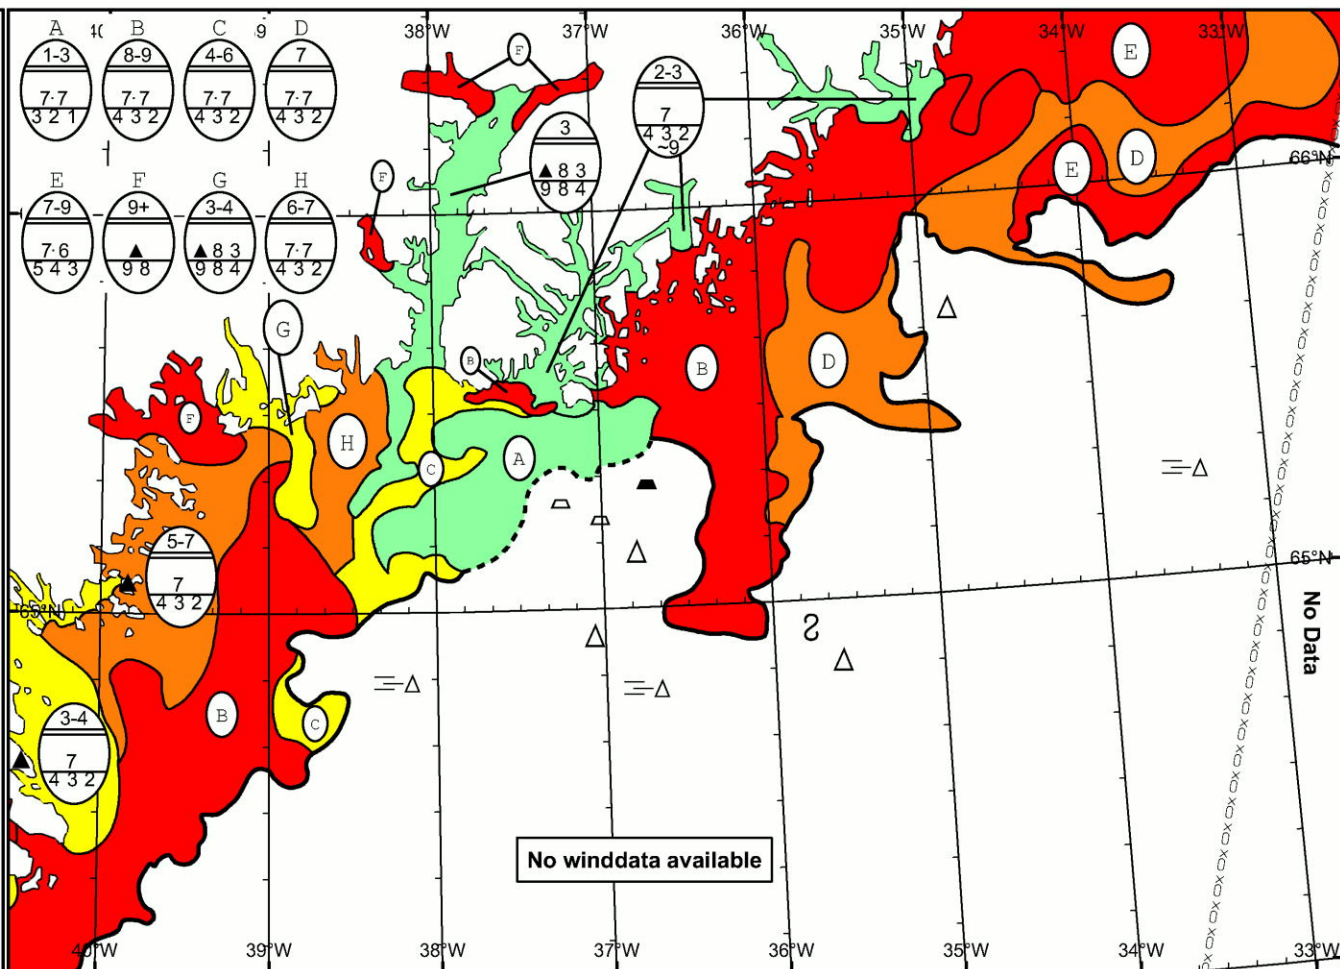 A B C D
1-3 8-9 4-6 7
7·7 7·7 7·7 7·7
3 2 1 4 3 2 4 3 2 4 3 2
E F G H
7-9 9+ 3-4 6-7
7·6 ▲ ▲ 8 3 7·7
5 4 3 9 8 9 8 4 4 3 2
38°W 37°W 36°W 35°W 34°W 33°W
F
E
2-3
7
4 3 2
~9
3
▲ 8 3
9 8 4
F
E
D
66°N
G
B
B
D
F
H
C
A
5-7
7
4 3 2
65°N
65°N
No Data
B
C
3-4
7
4 3 2
No winddata available
40°W 39°W 38°W 37°W 36°W 35°W 34°W 33°W